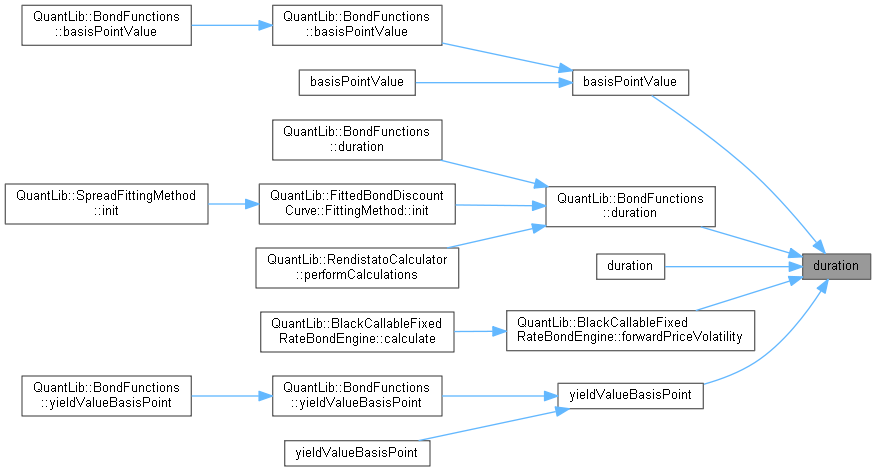 QuantLib::BondFunctions
::basisPointValue
QuantLib::BondFunctions
::basisPointValue
basisPointValue
basisPointValue
QuantLib::BondFunctions
::duration
QuantLib::SpreadFittingMethod
::init
QuantLib::FittedBondDiscount
Curve::FittingMethod::init
QuantLib::BondFunctions
::duration
QuantLib::RendistatoCalculator
::performCalculations
duration
duration
QuantLib::BlackCallableFixed
RateBondEngine::calculate
QuantLib::BlackCallableFixed
RateBondEngine::forwardPriceVolatility
QuantLib::BondFunctions
::yieldValueBasisPoint
QuantLib::BondFunctions
::yieldValueBasisPoint
yieldValueBasisPoint
yieldValueBasisPoint